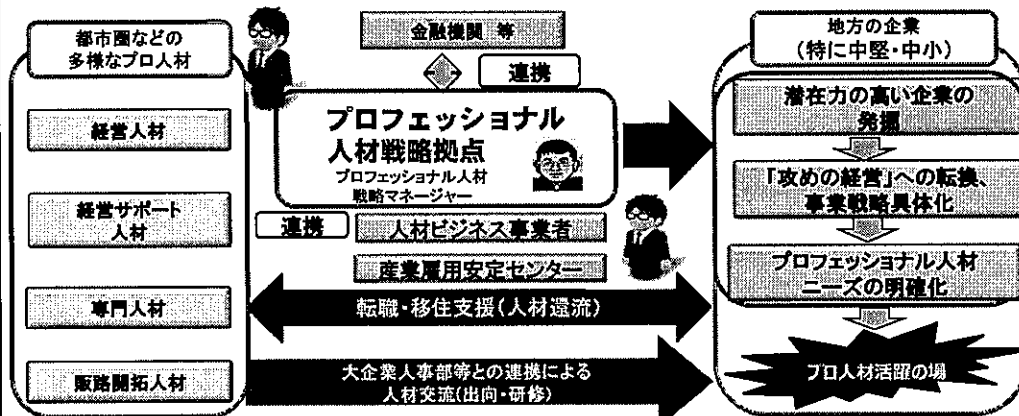 都市圏などの
多様なプロ人材
経営人材
経営サポート
人材
専門人材
販路開拓人材
金融機関 等
連携
プロフェッショナル
人材戦略拠点
プロフェッショナル人材
戦略マネージャー
連携
人材ビジネス事業者
産業雇用安定センター
転職・移住支援(人材還流)
大企業人事部等との連携による
人材交流(出向・研修)
地方の企業
(特に中堅・中小)
潜在力の高い企業の
発掘
「攻めの経営」への転換、
事業戦略具体化
プロフェッショナル人材
ニーズの明確化
プロ人材活躍の場